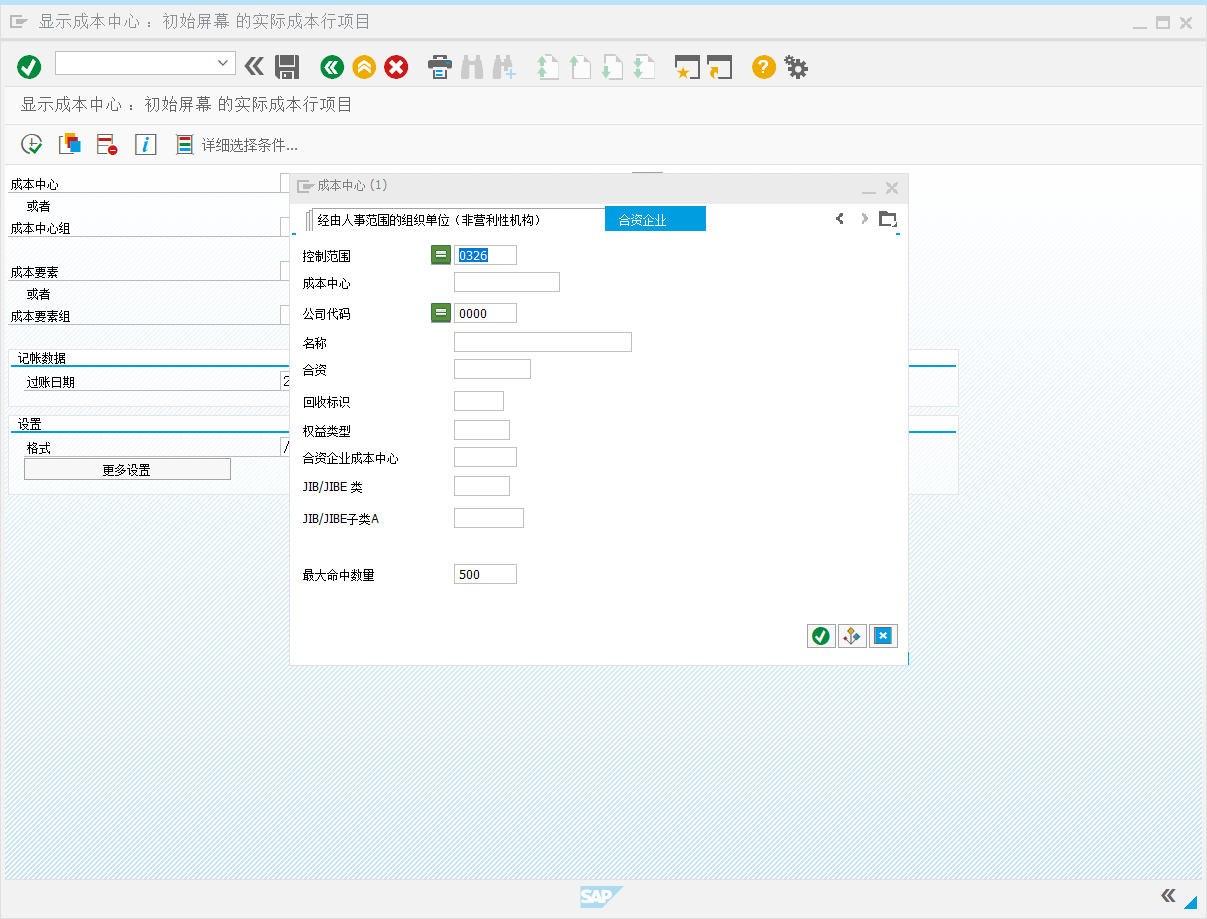 显示成本中心 ：初始屏幕 的实际成本行项目
显示成本中心 ：初始屏幕 的实际成本行项目
详细选择条件...
成本中心
或者
成本中心组
成本要素
或者
成本要素组
记帐数据
过账日期
2
设置
格式
/
更多设置
成本中心 (1)
经由人事范围的组织单位（非营利性机构） 合资企业
控制范围 0326
成本中心
公司代码 0000
名称
合资
回收标识
权益类型
合资企业成本中心
JIB/JIBE 类
JIB/JIBE子类A
最大命中数量 500
SAP